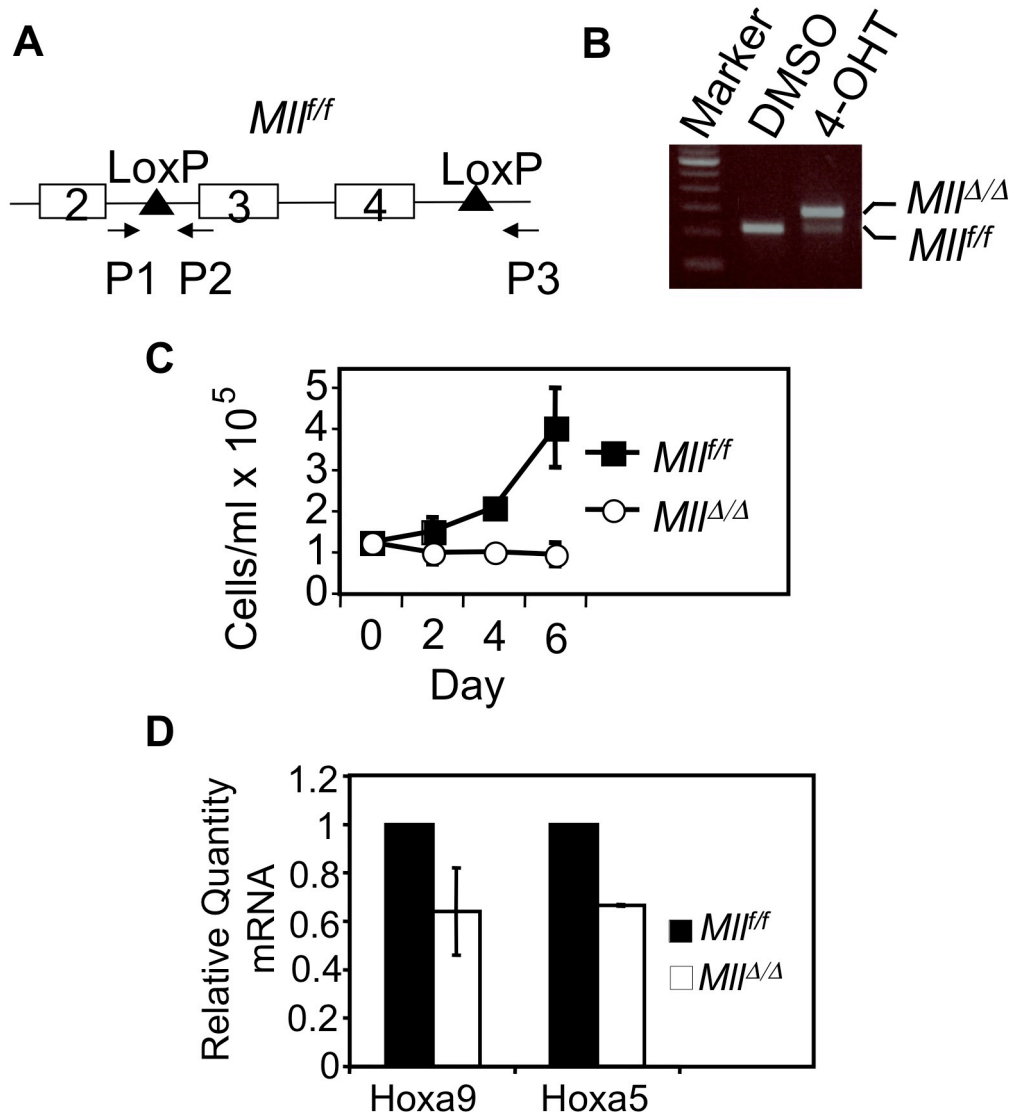 A
Mll f/f
LoxP LoxP
2 3 4
P1 P2 P3
B
Marker DMSO 4-OHT
Mll Δ/Δ
Mll f/f
C
Cells/ml x 10 5
5
4
3
2
1
0
0 2 4 6
Day
Mll f/f
Mll Δ/Δ
D
Relative Quantity
mRNA
1.2
1
0.8
0.6
0.4
0.2
0
Hoxa9 Hoxa5
Mll f/f
Mll Δ/Δ